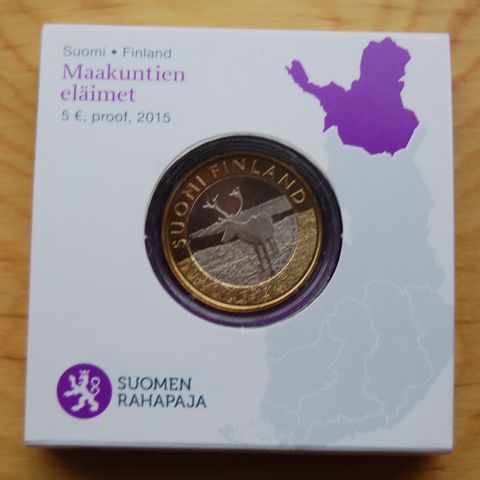 Suomi • Finland
Maakuntien
eläimet
5 €, proof, 2015
SUOMI FINLAND
SUOMEN
RAHAPAJA